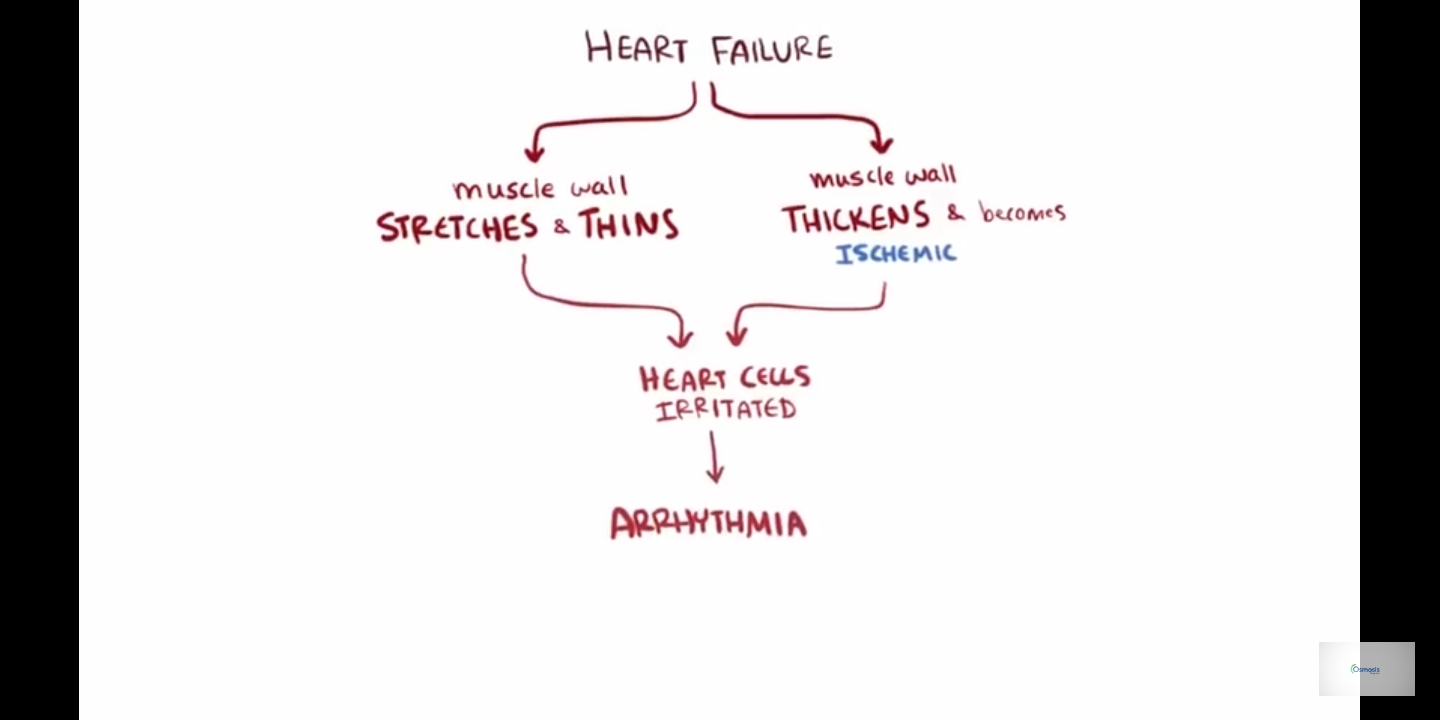 HEART FAILURE
muscle wall
STRETCHES & THINS
muscle wall
THICKENS & becomes
ISCHEMIC
HEART CELLS
IRRITATED
ARRHYTHMIA
Osmosis